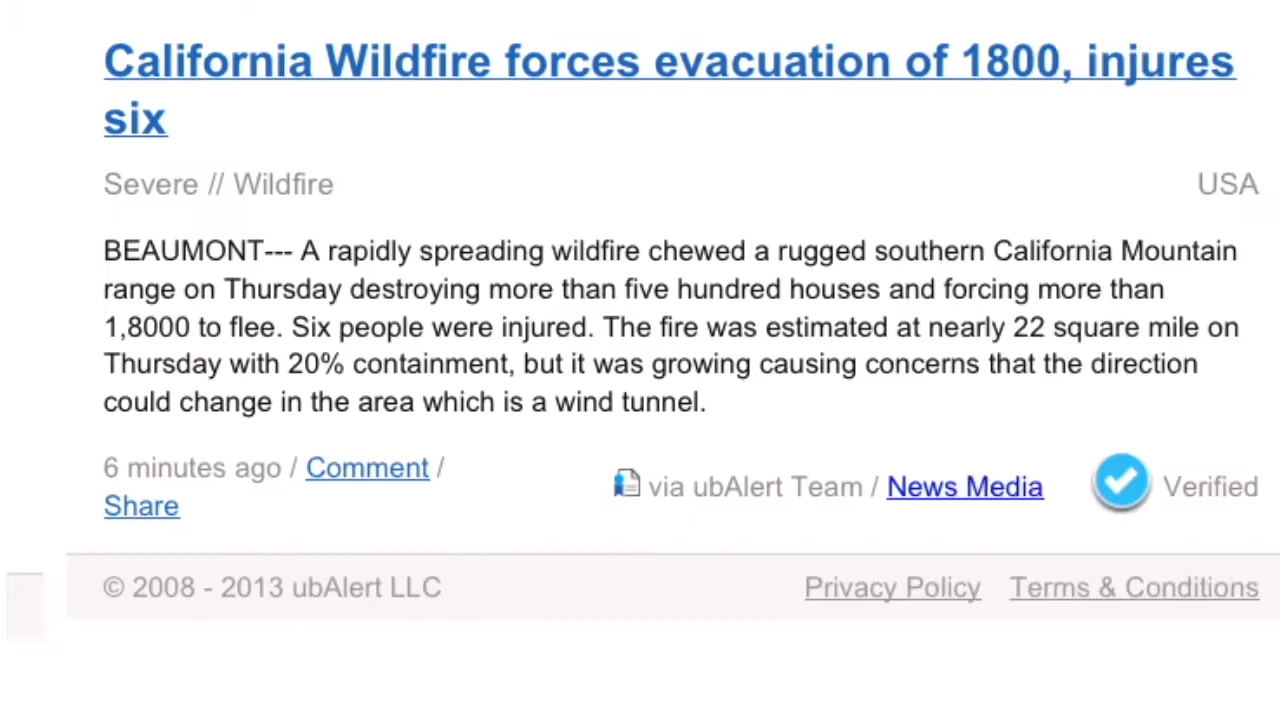 California Wildfire forces evacuation of 1800, injures
six
Severe // Wildfire USA
BEAUMONT--- A rapidly spreading wildfire chewed a rugged southern California Mountain
range on Thursday destroying more than five hundred houses and forcing more than
1,8000 to flee. Six people were injured. The fire was estimated at nearly 22 square mile on
Thursday with 20% containment, but it was growing causing concerns that the direction
could change in the area which is a wind tunnel.
6 minutes ago / Comment /
Share
via ubAlert Team / News Media Verified
© 2008 - 2013 ubAlert LLC Privacy Policy Terms & Conditions